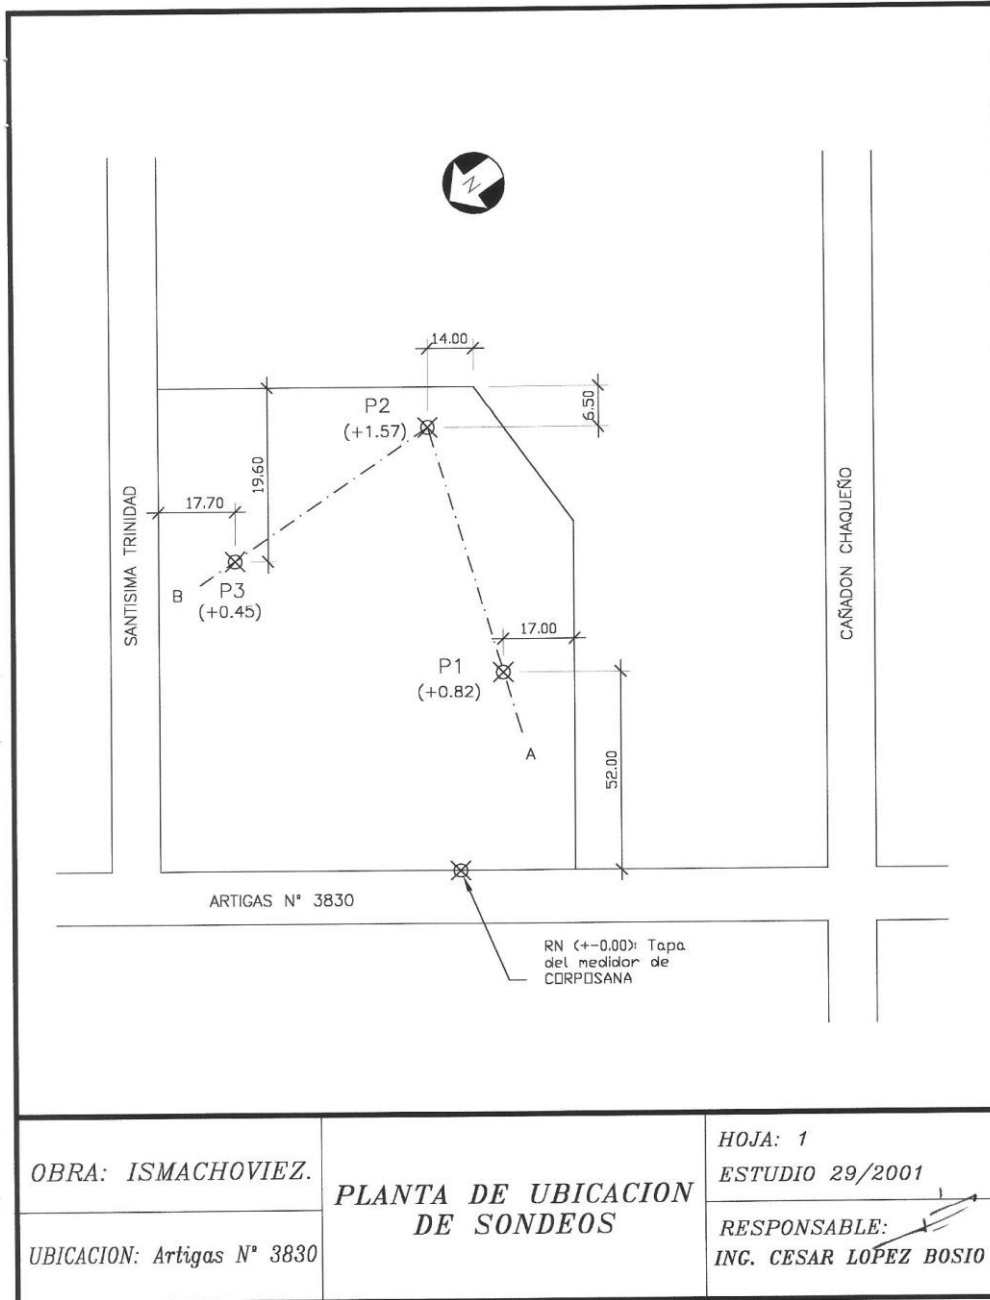 N
14.00
6.50
P2
(+1.57)
19.60
17.70
SANTISIMA TRINIDAD
CAÑADON CHAQUEÑO
B
P3
(+0.45)
17.00
P1
(+0.82)
A
52.00
ARTIGAS N° 3830
RN (+-0.00): Tapa
del medidor de
CORPOSANA
OBRA: ISMACHOVIEZ.
UBICACION: Artigas N° 3830
PLANTA DE UBICACION
DE SONDEOS
HOJA: 1
ESTUDIO 29/2001
RESPONSABLE:
ING. CESAR LOPEZ BOSIO